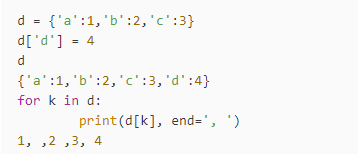 d = {'a':1,'b':2,'c':3}
d['d'] = 4
d
{'a':1,'b':2,'c':3,'d':4}
for k in d:
        print(d[k], end=', ')
1, ,2 ,3, 4